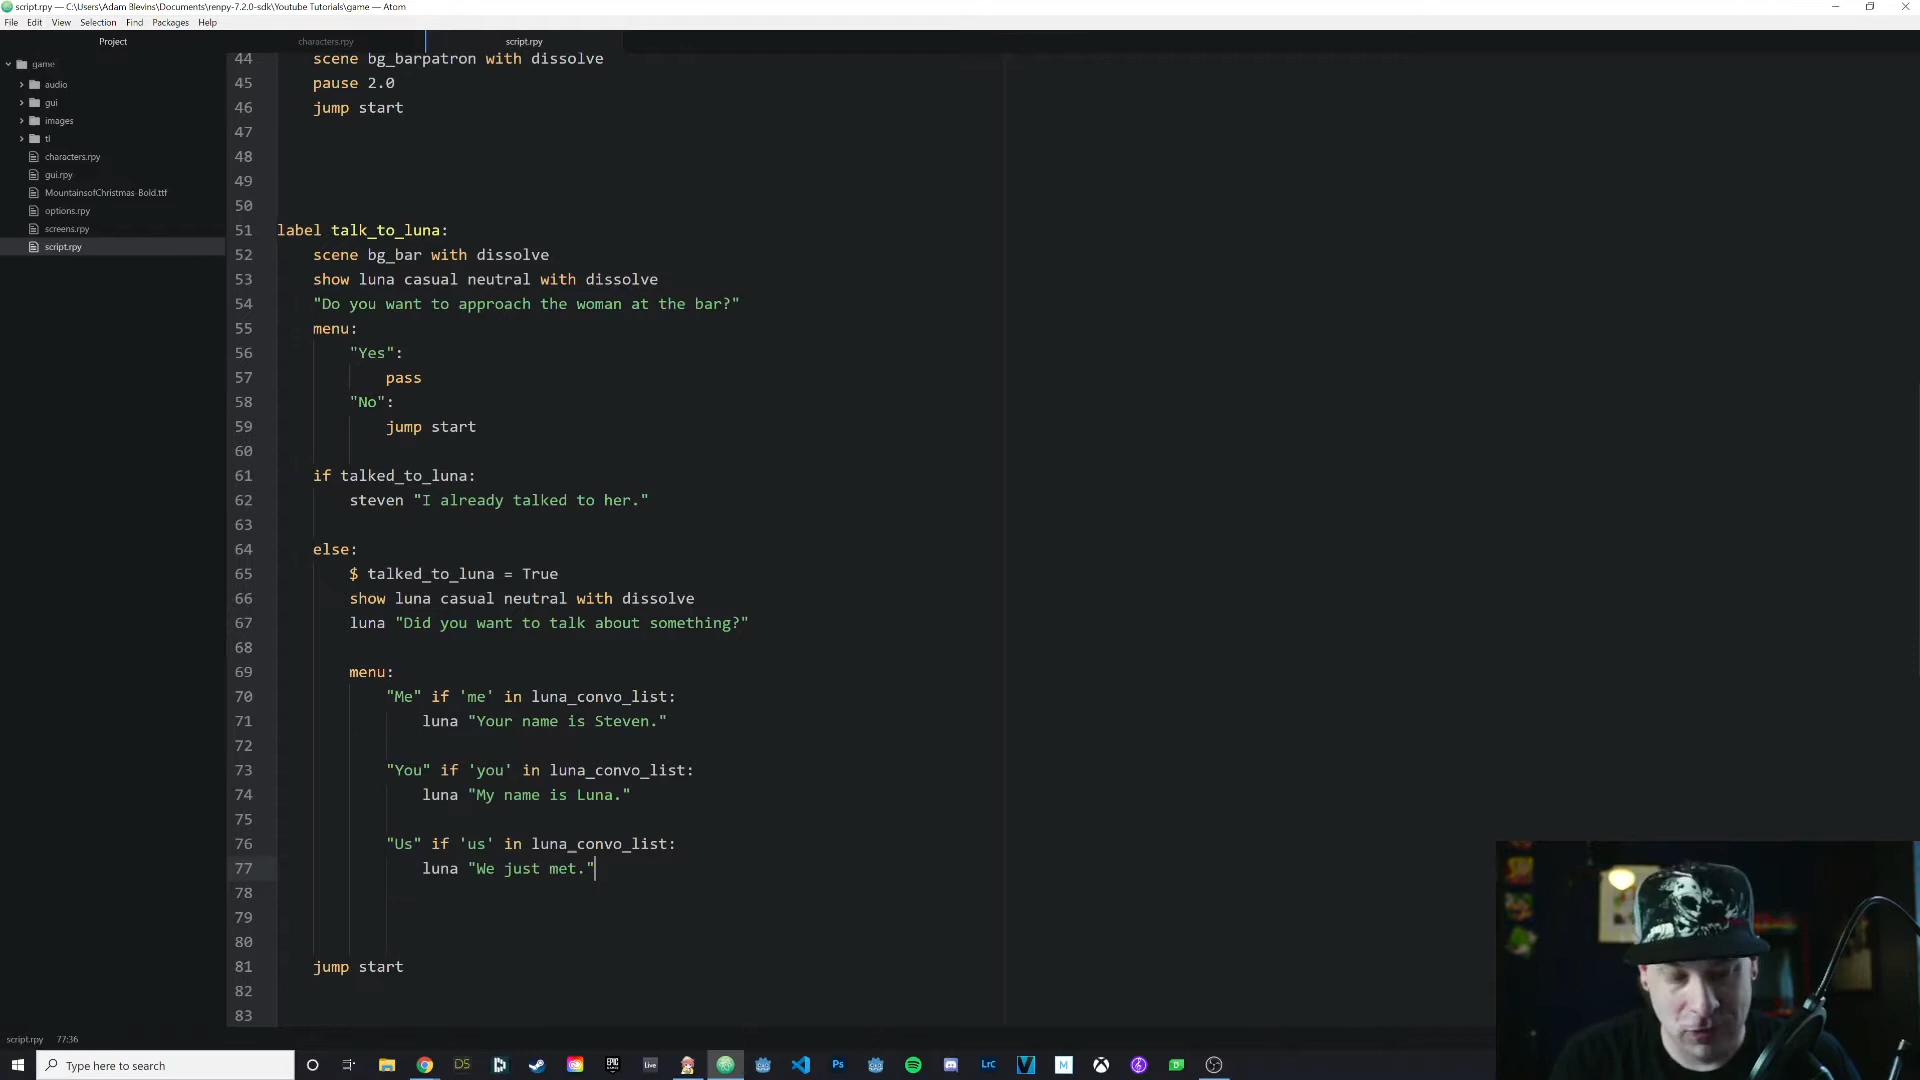 script.rpy — C:\Users\Adam Blevins\Documents\renpy-7.2.0-sdk\Youtube Tutorials\game — Atom
File Edit View Selection Find Packages Help
Project
characters.rpy
script.rpy
game
audio
gui
images
tl
characters.rpy
gui.rpy
MountainsofChristmas-Bold.ttf
options.rpy
screens.rpy
script.rpy
44 scene bg_barpatron with dissolve
45 pause 2.0
46 jump start
47
48
49
50
51 label talk_to_luna:
52 scene bg_bar with dissolve
53 show luna casual neutral with dissolve
54 "Do you want to approach the woman at the bar?"
55 menu:
56 "Yes":
57 pass
58 "No":
59 jump start
60
61 if talked_to_luna:
62 steven "I already talked to her."
63
64 else:
65 $ talked_to_luna = True
66 show luna casual neutral with dissolve
67 luna "Did you want to talk about something?"
68
69 menu:
70 "Me" if 'me' in luna_convo_list:
71 luna "Your name is Steven."
72
73 "You" if 'you' in luna_convo_list:
74 luna "My name is Luna."
75
76 "Us" if 'us' in luna_convo_list:
77 luna "We just met."
78
79
80
81 jump start
82
83
script.rpy 77:36
Type here to search
DS
EPIC GAMES
Live
Ps
LrC
M